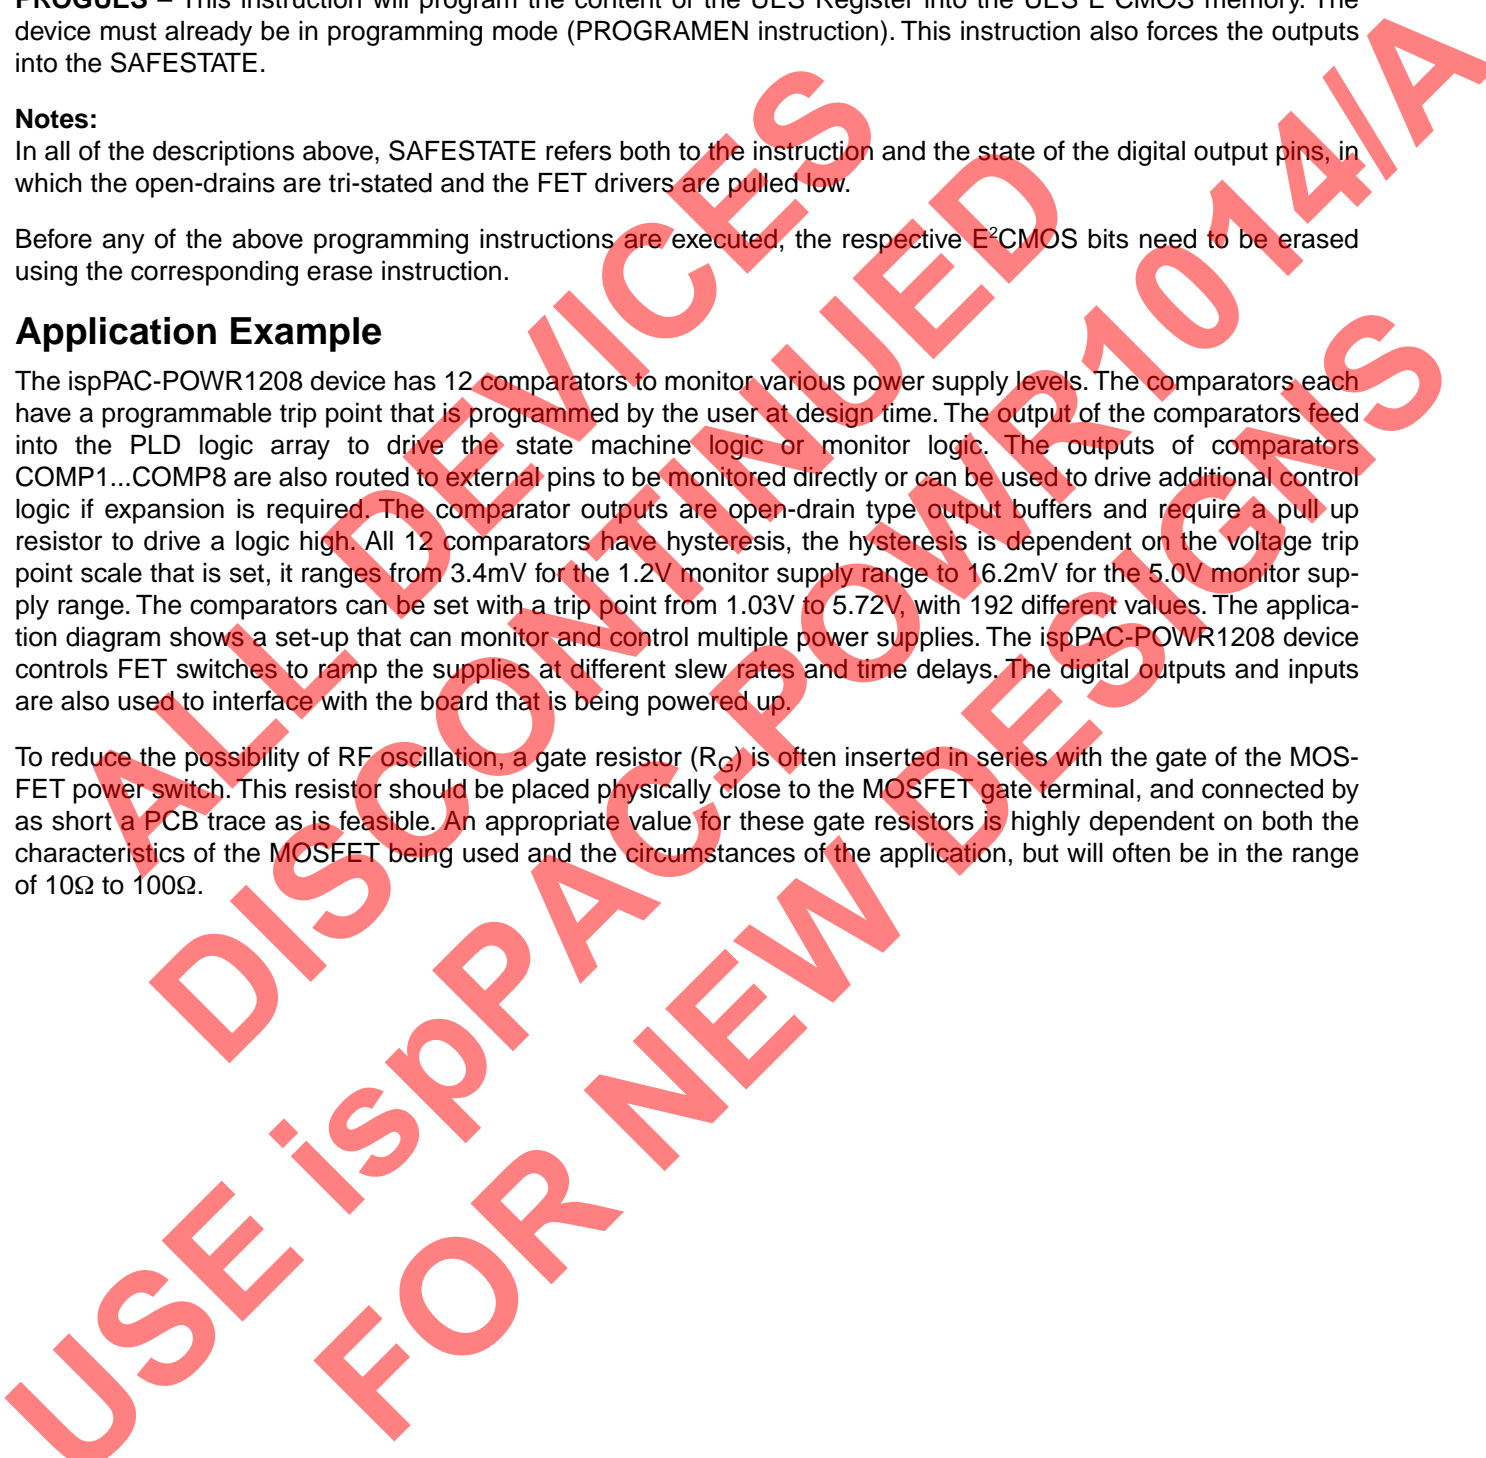 PROGUES – This instruction will program the content of the UES Register into the UES E²CMOS memory. The
device must already be in programming mode (PROGRAMEN instruction). This instruction also forces the outputs
into the SAFESTATE.
Notes:
In all of the descriptions above, SAFESTATE refers both to the instruction and the state of the digital output pins, in
which the open-drains are tri-stated and the FET drivers are pulled low.
Before any of the above programming instructions are executed, the respective E²CMOS bits need to be erased
using the corresponding erase instruction.
Application Example
The ispPAC-POWR1208 device has 12 comparators to monitor various power supply levels. The comparators each
have a programmable trip point that is programmed by the user at design time. The output of the comparators feed
into the PLD logic array to drive the state machine logic or monitor logic. The outputs of comparators
COMP1...COMP8 are also routed to external pins to be monitored directly or can be used to drive additional control
logic if expansion is required. The comparator outputs are open-drain type output buffers and require a pull up
resistor to drive a logic high. All 12 comparators have hysteresis, the hysteresis is dependent on the voltage trip
point scale that is set, it ranges from 3.4mV for the 1.2V monitor supply range to 16.2mV for the 5.0V monitor sup-
ply range. The comparators can be set with a trip point from 1.03V to 5.72V, with 192 different values. The applica-
tion diagram shows a set-up that can monitor and control multiple power supplies. The ispPAC-POWR1208 device
controls FET switches to ramp the supplies at different slew rates and time delays. The digital outputs and inputs
are also used to interface with the board that is being powered up.
To reduce the possibility of RF oscillation, a gate resistor (RG) is often inserted in series with the gate of the MOS-
FET power switch. This resistor should be placed physically close to the MOSFET gate terminal, and connected by
as short a PCB trace as is feasible. An appropriate value for these gate resistors is highly dependent on both the
characteristics of the MOSFET being used and the circumstances of the application, but will often be in the range
of 10Ω to 100Ω.
ALL DEVICES
DISCONTINUED
USE ispPAC-POWR1014/A
FOR NEW DESIGNS